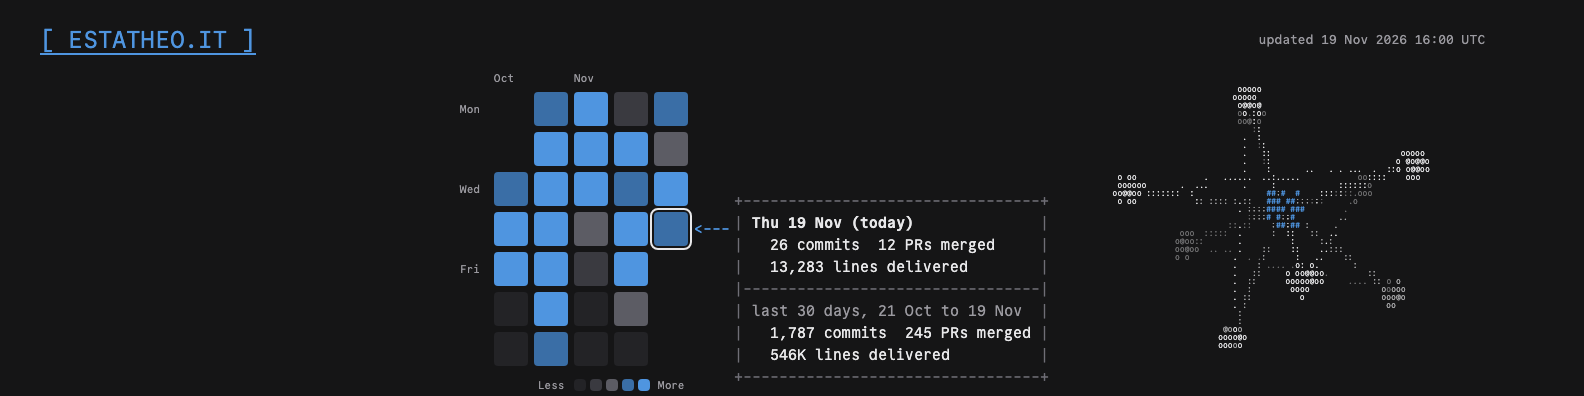 [ ESTATHEO.IT ]
updated 19 Nov 2026 16:00 UTC
Oct Nov
Mon
Wed
Fri
Thu 19 Nov (today)
26 commits 12 PRs merged
13,283 lines delivered
last 30 days, 21 Oct to 19 Nov
1,787 commits 245 PRs merged
546K lines delivered
Less More